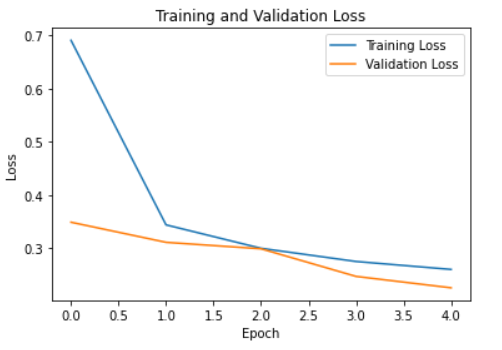 Training and Validation Loss
Training Loss
Validation Loss
0.7
0.6
0.5
0.4
0.3
Loss
0.0 0.5 1.0 1.5 2.0 2.5 3.0 3.5 4.0
Epoch